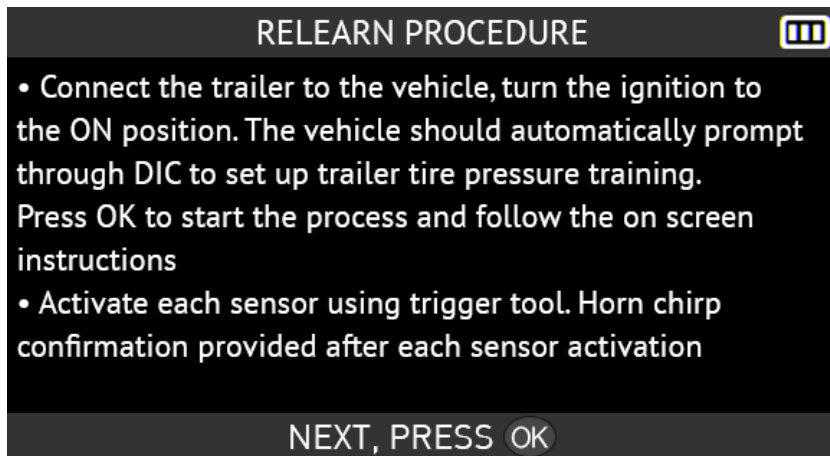 RELEARN PROCEDURE
• Connect the trailer to the vehicle, turn the ignition to
the ON position. The vehicle should automatically prompt
through DIC to set up trailer tire pressure training.
Press OK to start the process and follow the on screen
instructions
• Activate each sensor using trigger tool. Horn chirp
confirmation provided after each sensor activation
NEXT, PRESS OK